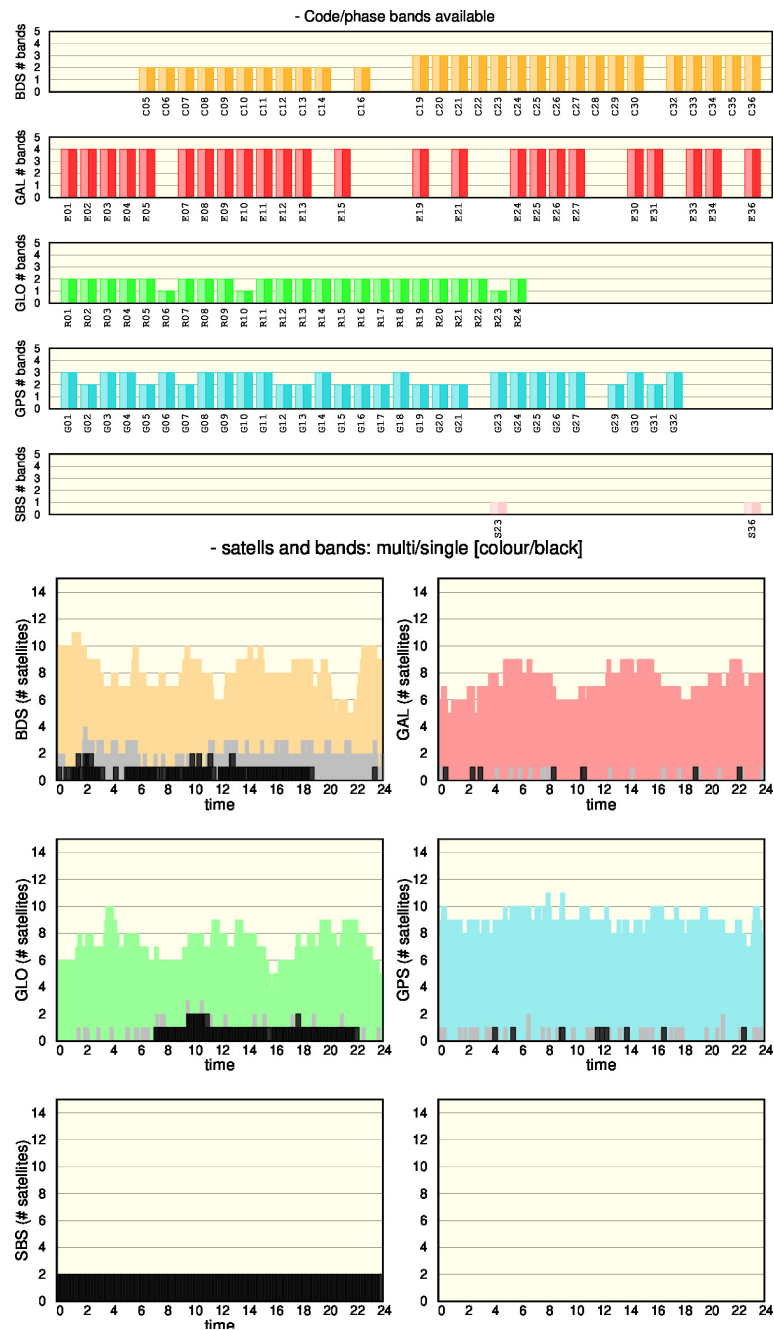 - Code/phase bands available
BDS # bands
5
4
3
2
1
0
C05 C06 C07 C08 C09 C10 C11 C12 C13 C14 C16 C19 C20 C21 C22 C23 C24 C25 C26 C27 C28 C29 C30 C32 C33 C34 C35 C36
GAL # bands
5
4
3
2
1
0
E01 E02 E03 E04 E05 E07 E08 E09 E10 E11 E12 E13 E15 E19 E21 E24 E25 E26 E27 E30 E31 E33 E34 E36
GLO # bands
5
4
3
2
1
0
R01 R02 R03 R04 R05 R06 R07 R08 R09 R10 R11 R12 R13 R14 R15 R16 R17 R18 R19 R20 R21 R22 R23 R24
GPS # bands
5
4
3
2
1
0
G01 G02 G03 G04 G05 G06 G07 G08 G09 G10 G11 G12 G13 G14 G15 G16 G17 G18 G19 G20 G21 G23 G24 G25 G26 G27 G29 G30 G31 G32
SBS # bands
5
4
3
2
1
0
S23 S36
- satells and bands: multi/single [colour/black]
BDS (# satellites)
14
12
10
8
6
4
2
0
0 2 4 6 8 10 12 14 16 18 20 22 24
time
GAL (# satellites)
14
12
10
8
6
4
2
0
0 2 4 6 8 10 12 14 16 18 20 22 24
time
GLO (# satellites)
14
12
10
8
6
4
2
0
0 2 4 6 8 10 12 14 16 18 20 22 24
time
GPS (# satellites)
14
12
10
8
6
4
2
0
0 2 4 6 8 10 12 14 16 18 20 22 24
time
SBS (# satellites)
14
12
10
8
6
4
2
0
0 2 4 6 8 10 12 14 16 18 20 22 24
time
14
12
10
8
6
4
2
0
0 2 4 6 8 10 12 14 16 18 20 22 24